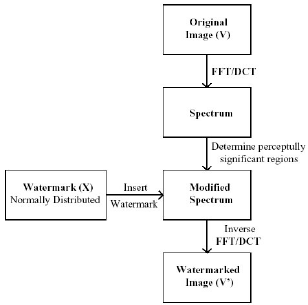 Original
Image (V)
FFT/DCT
Spectrum
Determine perceptully
significant regions
Watermark (X)
Normally Distributed
Insert
Watermark
Modified
Spectrum
Inverse
FFT/DCT
Watermarked
Image (V')